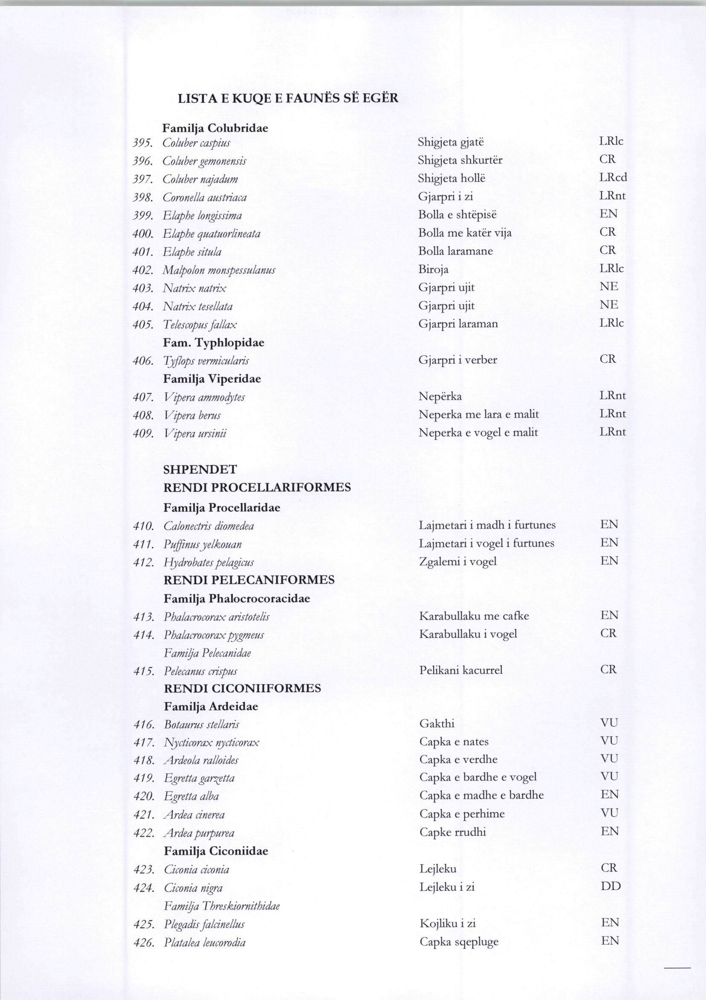 LISTA E KUQE E FAUNËS SË EGËR
Familja Colubridae
395. Coluber caspius Shigjeta gjatë LRlc
396. Coluber gemonensis Shigjeta shkurtër CR
397. Coluber najadum Shigjeta hollë LRcd
398. Coronella austriaca Gjarpri i zi LRnt
399. Elaphe longissima Bolla e shtëpisë EN
400. Elaphe quatuorlineata Bolla me katër vija CR
401. Elaphe situla Bolla laramane CR
402. Malpolon monspessulanus Biroja LRlc
403. Natrix natrix Gjarpri ujit NE
404. Natrix tesellata Gjarpri ujit NE
405. Telescopus fallax Gjarpri laraman LRlc
Fam. Typhlopidae
406. Tyflops vermicularis Gjarpri i verber CR
Familja Viperidae
407. Vipera ammodytes Nepërka LRnt
408. Vipera berus Neperka me lara e malit LRnt
409. Vipera ursinii Neperka e vogel e malit LRnt
SHPENDET
RENDI PROCELLARIFORMES
Familja Procellaridae
410. Calonectris diomedea Lajmetari i madh i furtunes EN
411. Puffinus yelkouan Lajmetari i vogel i furtunes EN
412. Hydrobates pelagicus Zgalemi i vogel EN
RENDI PELECANIFORMES
Familja Phalocrocoracidae
413. Phalacrocorax aristotelis Karabullaku me cafke EN
414. Phalacrocorax pygmeus Karabullaku i vogel CR
Familja Pelecanidae
415. Pelecanus crispus Pelikani kacurrel CR
RENDI CICONIIFORMES
Familja Ardeidae
416. Botaurus stellaris Gakthi VU
417. Nycticorax nycticorax Capka e nates VU
418. Ardeola ralloides Capka e verdhe VU
419. Egretta garzetta Capka e bardhe e vogel VU
420. Egretta alba Capka e madhe e bardhe EN
421. Ardea cinerea Capka e perhime VU
422. Ardea purpurea Capke rrudhi EN
Familja Ciconiidae
423. Ciconia ciconia Lejleku CR
424. Ciconia nigra Lejleku i zi DD
Familja Threskiornithidae
425. Plegadis falcinellus Kojliku i zi EN
426. Platalea leucorodia Capka sqepluge EN